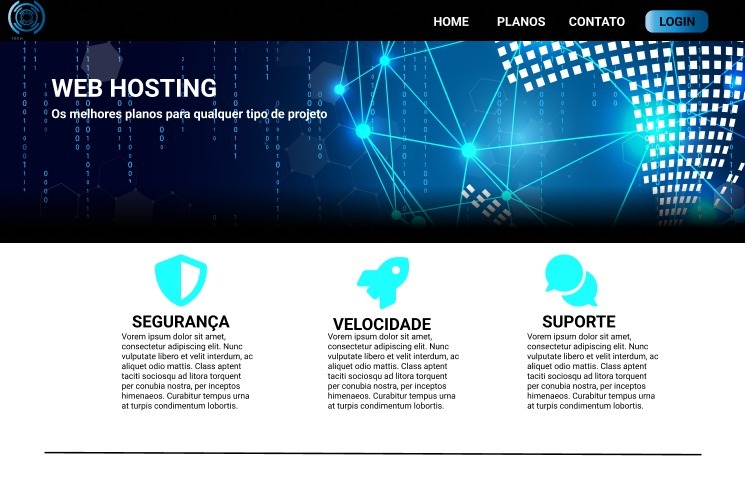 TECH
HOME PLANOS CONTATO LOGIN
WEB HOSTING
Os melhores planos para qualquer tipo de projeto
SEGURANÇA
Vorem ipsum dolor sit amet,
consectetur adipiscing elit. Nunc
vulputate libero et velit interdum, ac
aliquet odio mattis. Class aptent
taciti sociosqu ad litora torquent
per conubia nostra, per inceptos
himenaeos. Curabitur tempus urna
at turpis condimentum lobortis.
VELOCIDADE
Vorem ipsum dolor sit amet,
consectetur adipiscing elit. Nunc
vulputate libero et velit interdum, ac
aliquet odio mattis. Class aptent
taciti sociosqu ad litora torquent
per conubia nostra, per inceptos
himenaeos. Curabitur tempus urna
at turpis condimentum lobortis.
SUPORTE
Vorem ipsum dolor sit amet,
consectetur adipiscing elit. Nunc
vulputate libero et velit interdum, ac
aliquet odio mattis. Class aptent
taciti sociosqu ad litora torquent
per conubia nostra, per inceptos
himenaeos. Curabitur tempus urna
at turpis condimentum lobortis.